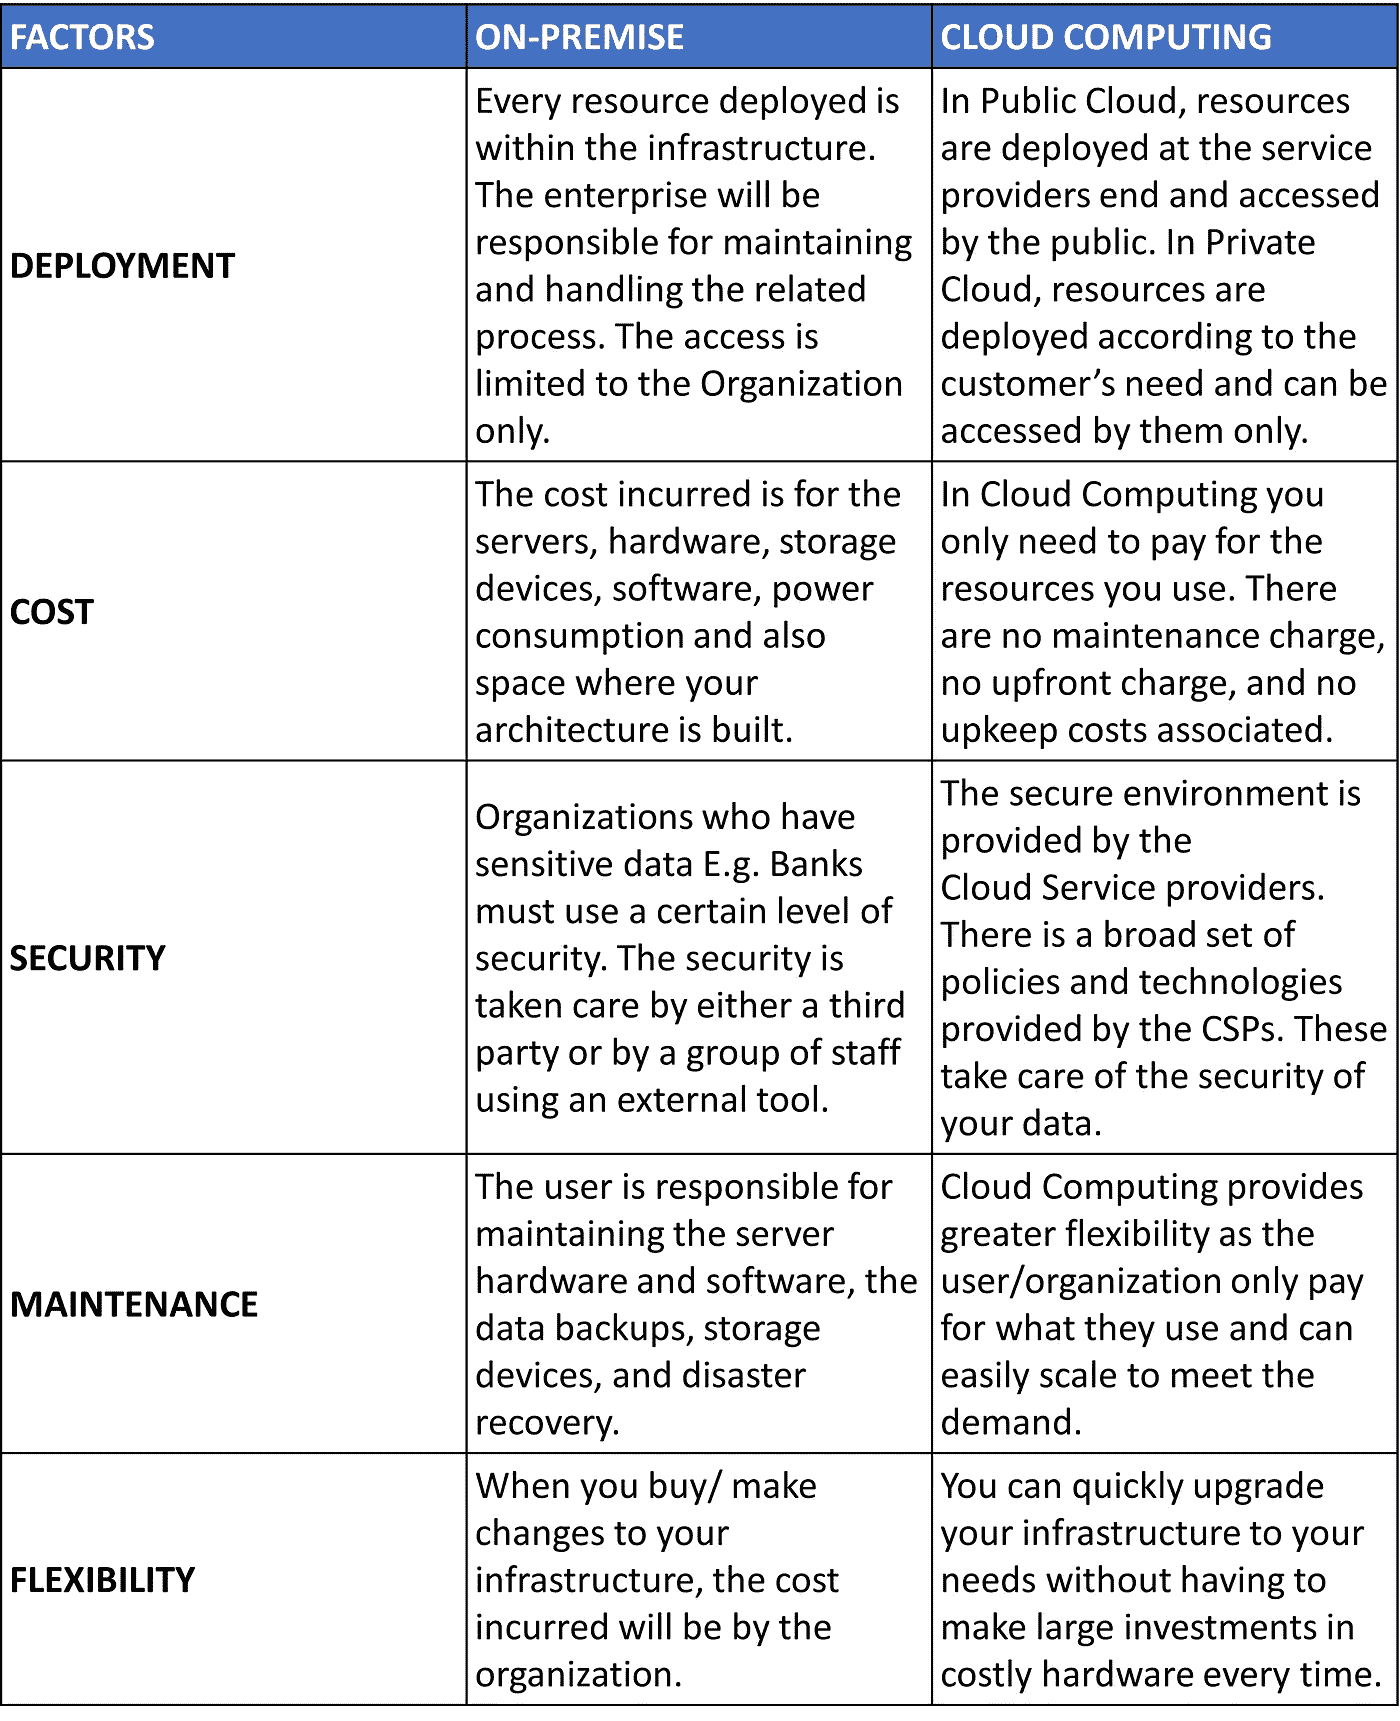 FACTORS
ON-PREMISE
CLOUD COMPUTING
DEPLOYMENT
Every resource deployed is
within the infrastructure.
The enterprise will be
responsible for maintaining
and handling the related
process. The access is
limited to the Organization
only.
In Public Cloud, resources
are deployed at the service
providers end and accessed
by the public. In Private
Cloud, resources are
deployed according to the
customer’s need and can be
accessed by them only.
COST
The cost incurred is for the
servers, hardware, storage
devices, software, power
consumption and also
space where your
architecture is built.
In Cloud Computing you
only need to pay for the
resources you use. There
are no maintenance charge,
no upfront charge, and no
upkeep costs associated.
SECURITY
Organizations who have
sensitive data E.g. Banks
must use a certain level of
security. The security is
taken care by either a third
party or by a group of staff
using an external tool.
The secure environment is
provided by the
Cloud Service providers.
There is a broad set of
policies and technologies
provided by the CSPs. These
take care of the security of
your data.
MAINTENANCE
The user is responsible for
maintaining the server
hardware and software, the
data backups, storage
devices, and disaster
recovery.
Cloud Computing provides
greater flexibility as the
user/organization only pay
for what they use and can
easily scale to meet the
demand.
FLEXIBILITY
When you buy/ make
changes to your
infrastructure, the cost
incurred will be by the
organization.
You can quickly upgrade
your infrastructure to your
needs without having to
make large investments in
costly hardware every time.